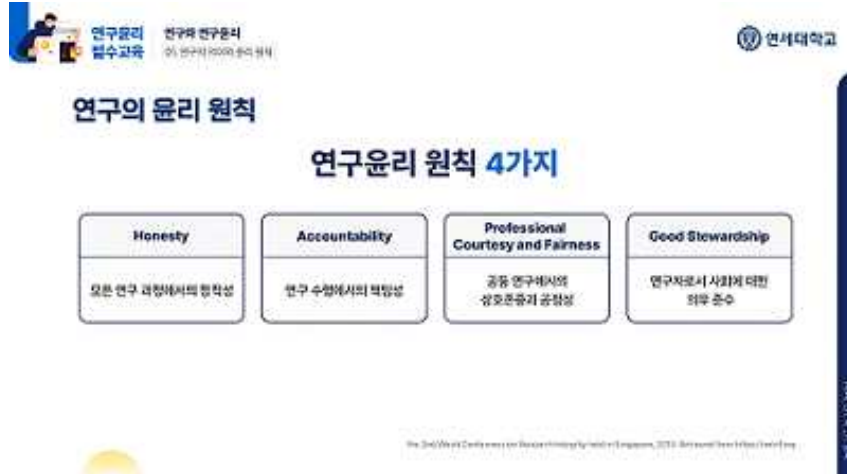 연구윤리
필수교육
연구와 연구윤리
연세대학교
연구의 윤리 원칙
연구윤리 원칙 4가지
Honesty
모든 연구 과정에서의 정직성
Accountability
연구 수행에서의 책임성
Professional
Courtesy and Fairness
공동 연구에서의
상호존중과 공정성
Good Stewardship
연구자로서 사회에 대한
의무 준수